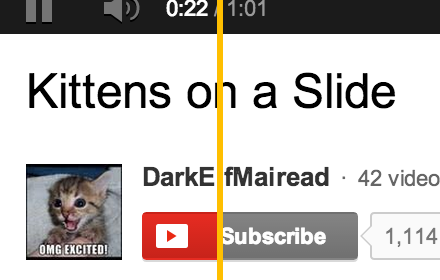 0:22 / 1:01
Kittens on a Slide
DarkElfMairead · 42 video
OMG EXCITED!
Subscribe 1,114